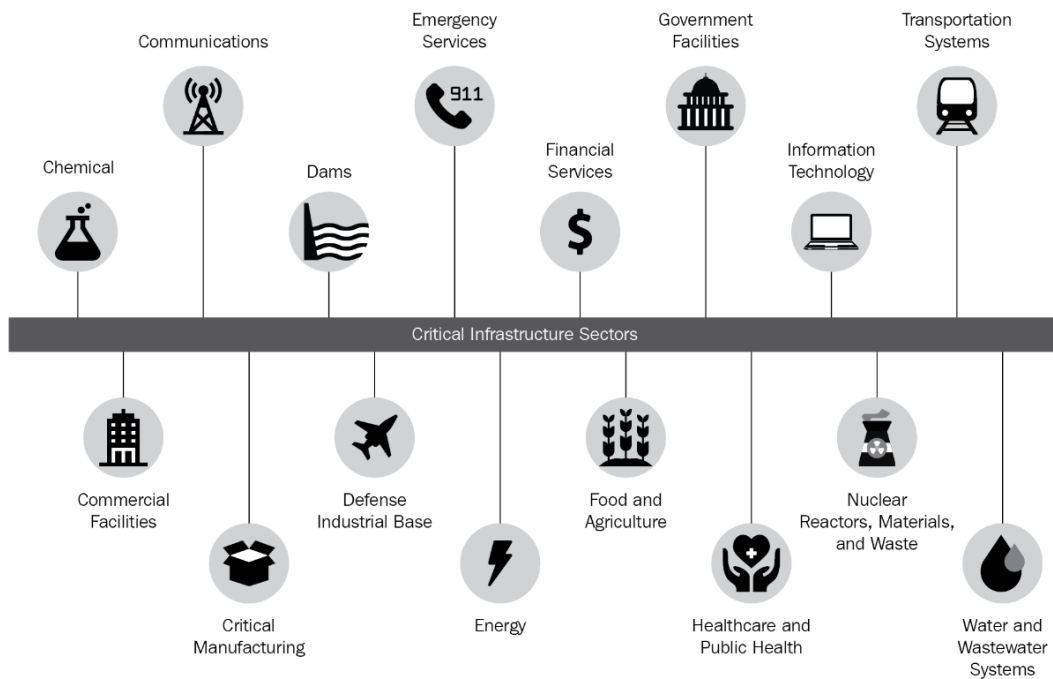 Communications
Emergency
Services
Government
Facilities
Transportation
Systems
Chemical
Dams
Financial
Services
Information
Technology
911
$
Critical Infrastructure Sectors
Commercial
Facilities
Defense
Industrial Base
Food and
Agriculture
Nuclear
Reactors, Materials,
and Waste
Critical
Manufacturing
Energy
Healthcare and
Public Health
Water and
Wastewater
Systems